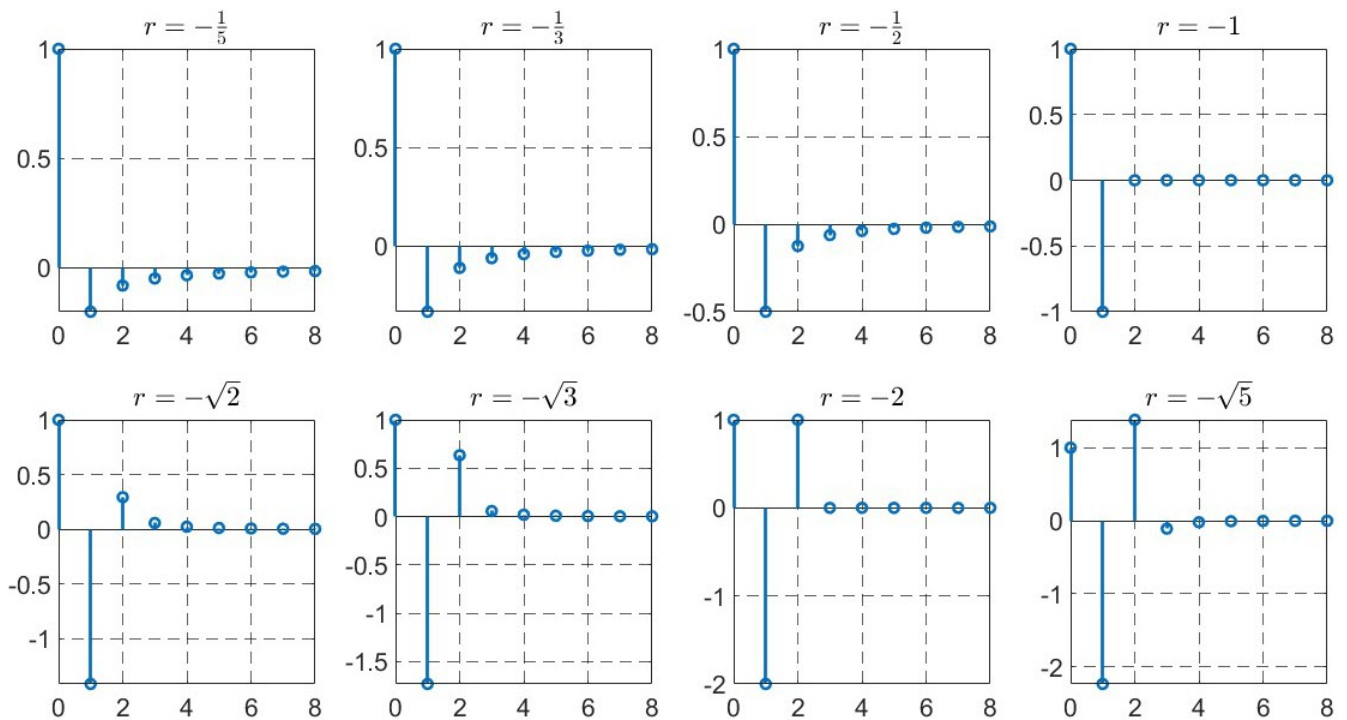 r = -1/5
1
0.5
0
0 2 4 6 8
r = -1/3
1
0.5
0
0 2 4 6 8
r = -1/2
1
0.5
0
-0.5
0 2 4 6 8
r = -1
1
0.5
0
-0.5
-1
0 2 4 6 8
r = -√2
1
0.5
0
-0.5
-1
0 2 4 6 8
r = -√3
1
0.5
0
-0.5
-1
-1.5
0 2 4 6 8
r = -2
1
0
-1
-2
0 2 4 6 8
r = -√5
1
0
-1
-2
0 2 4 6 8